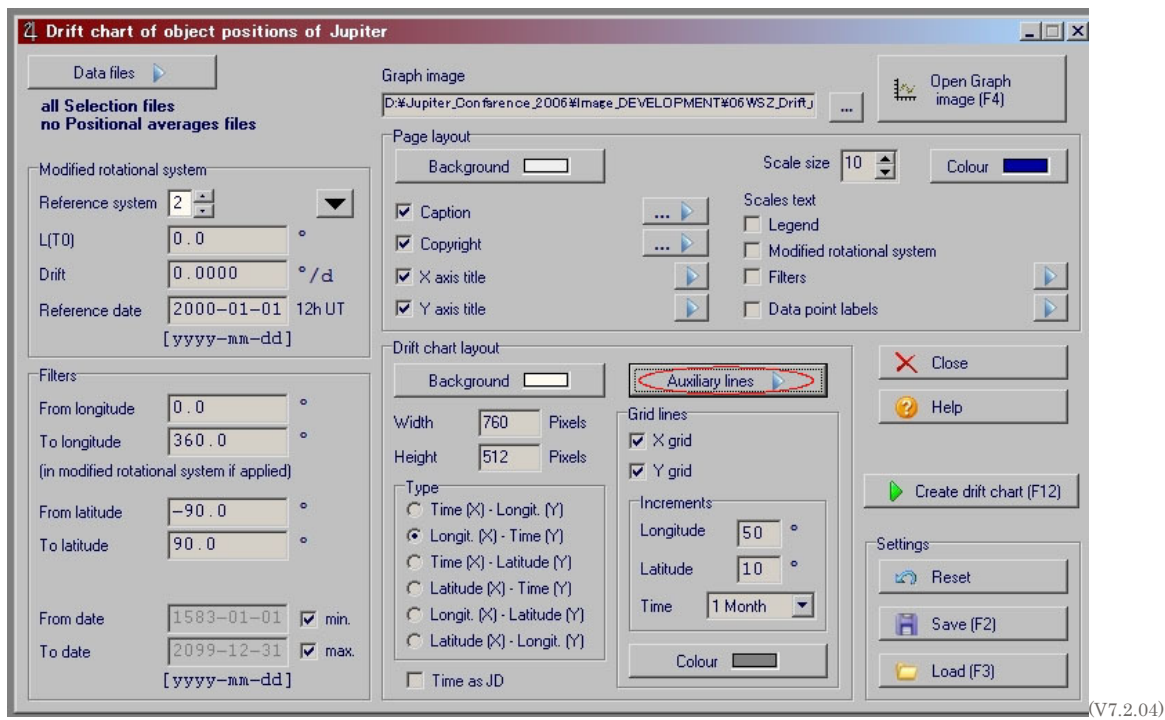 Drift chart of object positions of Jupiter
Data files
all Selection files
no Positional averages files
Graph image
D:¥Jupiter_Conference_2006¥Image_DEVELOPMENT¥06WSZ_Drift_j
...
Open Graph
image (F4)
Modified rotational system
Reference system 2
L(T0) 0.0 °
Drift 0.0000 °/d
Reference date 2000-01-01 12h UT
[yyyy-mm-dd]
Page layout
Background
Scale size 10
Colour
Caption ...
Copyright ...
X axis title
Y axis title
Scales text
Legend
Modified rotational system
Filters
Data point labels
Filters
From longitude 0.0 °
To longitude 360.0 °
(in modified rotational system if applied)
From latitude -90.0 °
To latitude 90.0 °
From date 1583-01-01 min.
To date 2099-12-31 max.
[yyyy-mm-dd]
Drift chart layout
Background
Width 760 Pixels
Height 512 Pixels
Type
Time (X) - Longit. (Y)
Longit. (X) - Time (Y)
Time (X) - Latitude (Y)
Latitude (X) - Time (Y)
Longit. (X) - Latitude (Y)
Latitude (X) - Longit. (Y)
Time as JD
Auxiliary lines
Grid lines
X grid
Y grid
Increments
Longitude 50 °
Latitude 10 °
Time 1 Month
Colour
Close
Help
Create drift chart (F12)
Settings
Reset
Save (F2)
Load (F3)
(V7.2.04)